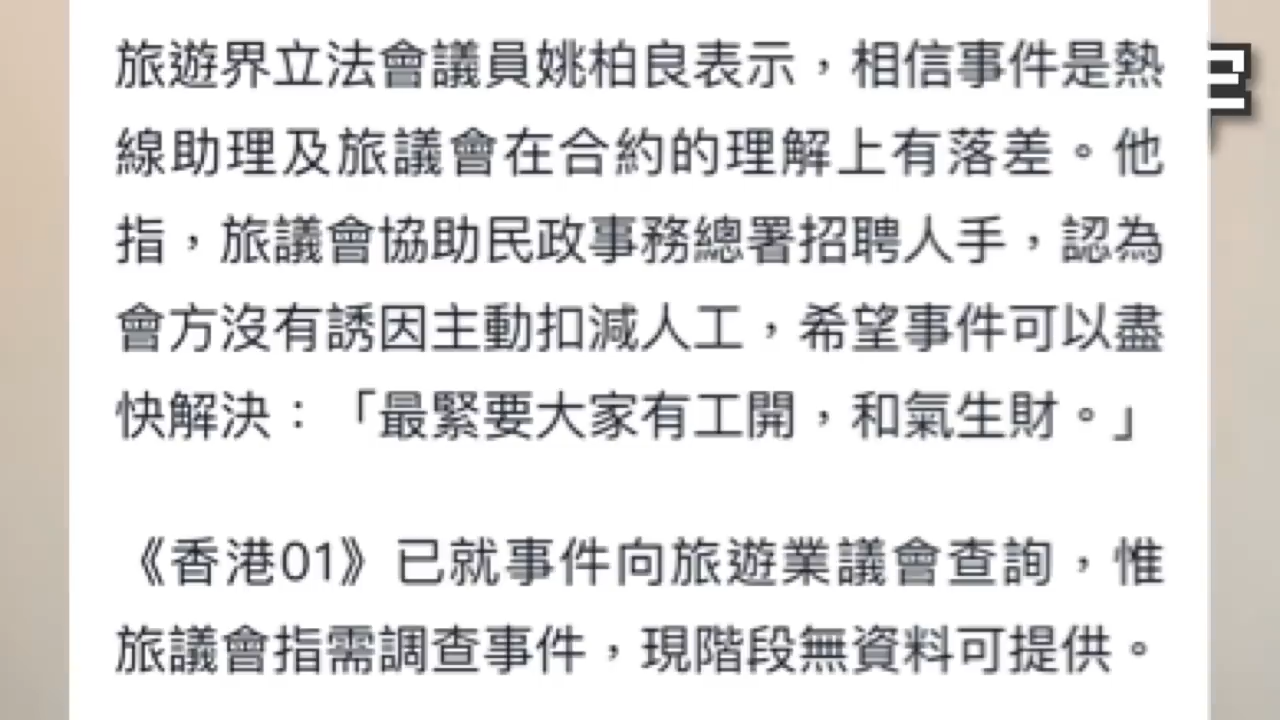 旅遊界立法會議員姚柏良表示，相信事件是熱
線助理及旅議會在合約的理解上有落差。他
指，旅議會協助民政事務總署招聘人手，認為
會方沒有誘因主動扣減人工，希望事件可以盡
快解決：「最緊要大家有工開，和氣生財。」
《香港01》已就事件向旅遊業議會查詢，惟
旅議會指需調查事件，現階段無資料可提供。